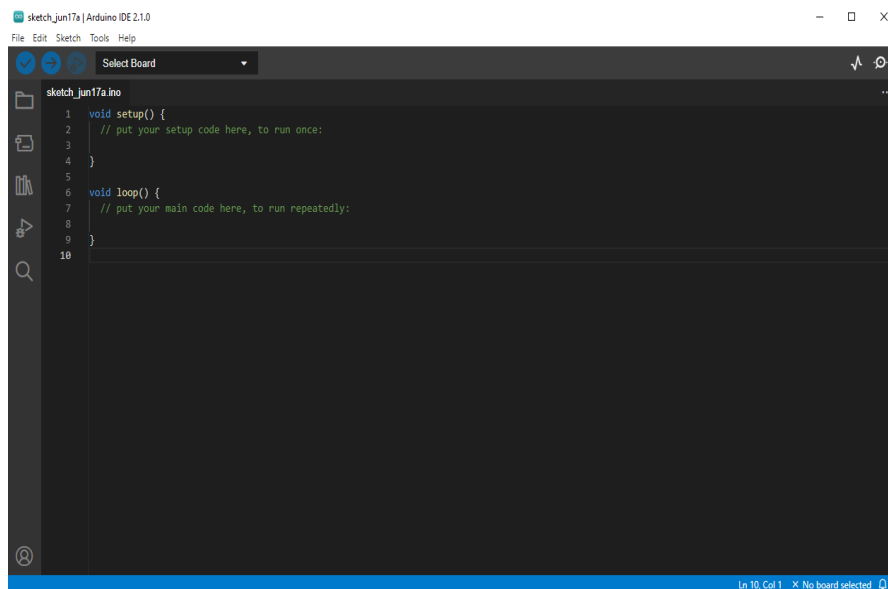 sketch_jun17a | Arduino IDE 2.1.0
File Edit Sketch Tools Help
Select Board
sketch_jun17a.ino
1 void setup() {
2 // put your setup code here, to run once:
3
4 }
5
6 void loop() {
7 // put your main code here, to run repeatedly:
8
9 }
10
Ln 10, Col 1 × No board selected